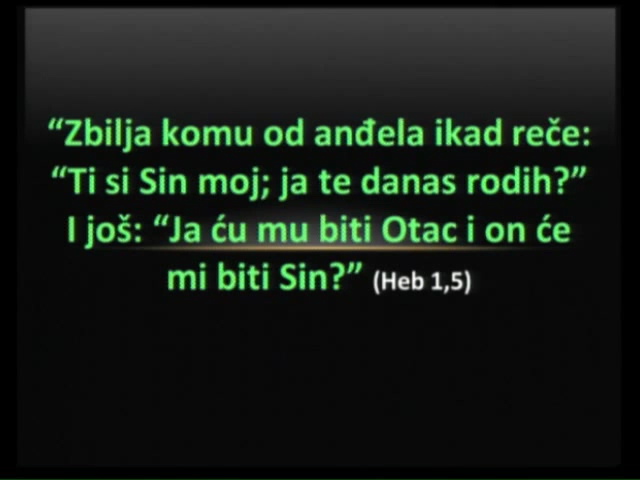 “Zbilja komu od anđela ikad reče:
“Ti si Sin moj; ja te danas rodih?”
I još: “Ja ću mu biti Otac i on će
mi biti Sin?” (Heb 1,5)